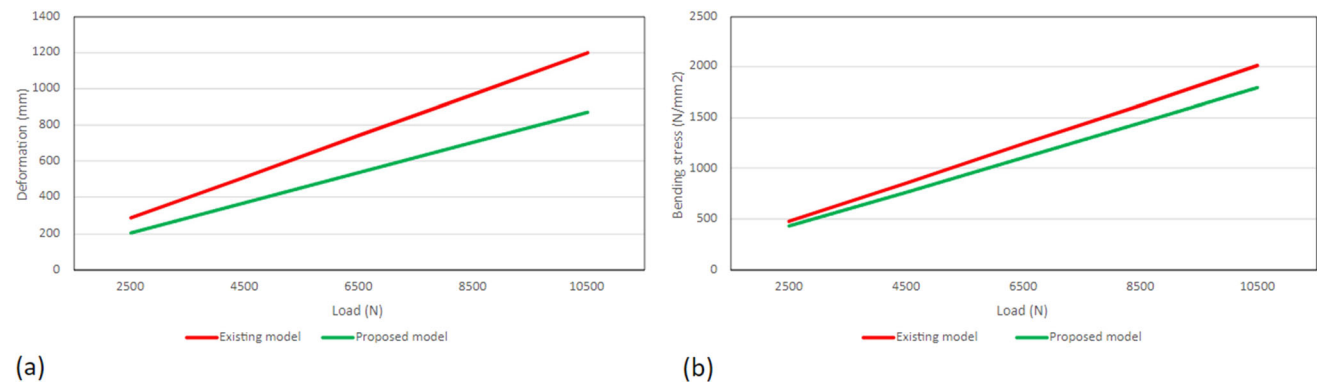 1400
1200
1000
800
600
400
200
0
Deformation (mm)
2500 4500 6500 8500 10500
Load (N)
Existing model Proposed model
(a)
2500
2000
1500
1000
500
0
Bending stress (N/mm2)
2500 4500 6500 8500 10500
Load (N)
Existing model Proposed model
(b)